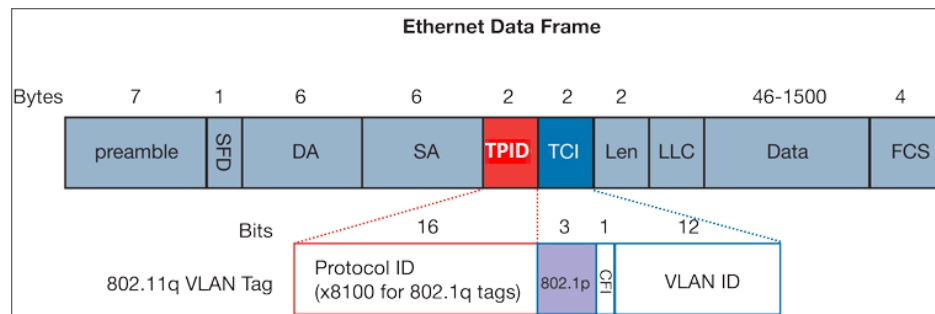 Ethernet Data Frame
Bytes 7 1 6 6 2 2 2 46-1500 4
preamble SFD DA SA TPID TCI Len LLC Data FCS
Bits 16 3 1 12
802.11q VLAN Tag Protocol ID 802.1p CFI VLAN ID
(x8100 for 802.1q tags)